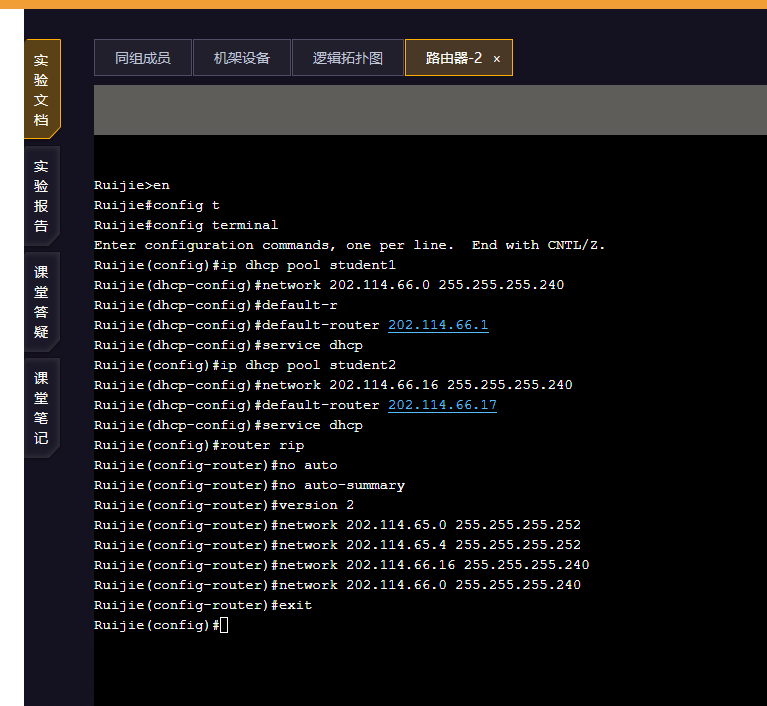 同组成员 机架设备 逻辑拓扑图 路由器-2 ×
实验文档
实验报告
课堂答疑
课堂笔记
Ruijie>en
Ruijie#config t
Ruijie#config terminal
Enter configuration commands, one per line.  End with CNTL/Z.
Ruijie(config)#ip dhcp pool student1
Ruijie(dhcp-config)#network 202.114.66.0 255.255.255.240
Ruijie(dhcp-config)#default-r
Ruijie(dhcp-config)#default-router 202.114.66.1
Ruijie(dhcp-config)#service dhcp
Ruijie(config)#ip dhcp pool student2
Ruijie(dhcp-config)#network 202.114.66.16 255.255.255.240
Ruijie(dhcp-config)#default-router 202.114.66.17
Ruijie(dhcp-config)#service dhcp
Ruijie(config)#router rip
Ruijie(config-router)#no auto
Ruijie(config-router)#no auto-summary
Ruijie(config-router)#version 2
Ruijie(config-router)#network 202.114.65.0 255.255.255.252
Ruijie(config-router)#network 202.114.65.4 255.255.255.252
Ruijie(config-router)#network 202.114.66.16 255.255.255.240
Ruijie(config-router)#network 202.114.66.0 255.255.255.240
Ruijie(config-router)#exit
Ruijie(config)#